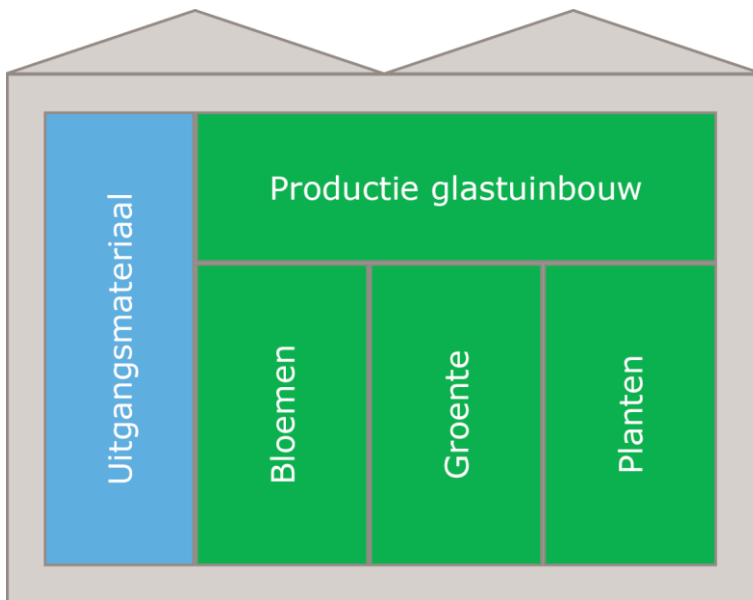 Uitgangsmateriaal
Productie glastuinbouw
Bloemen
Groente
Planten